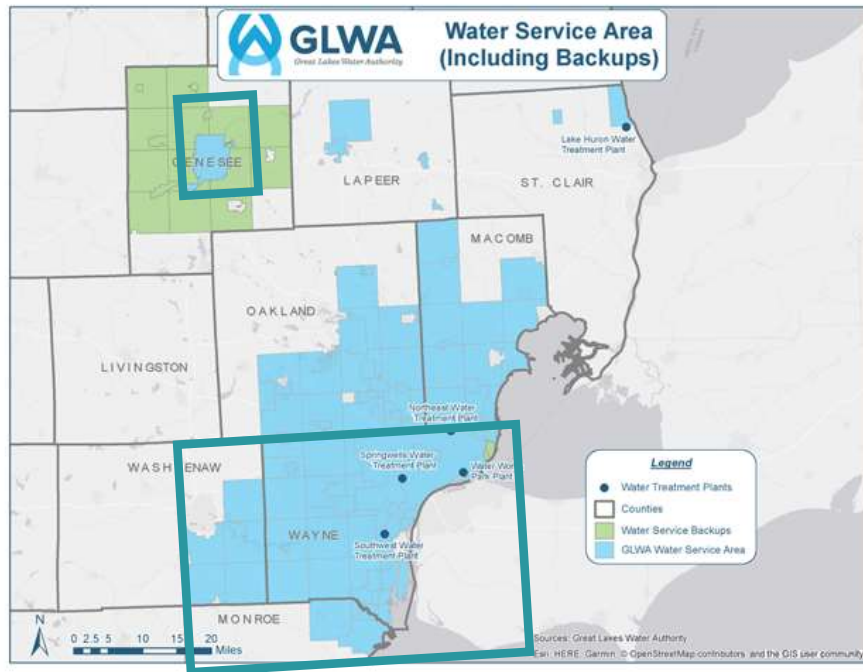 GLWA
Great Lakes Water Authority
Water Service Area
(Including Backups)
GENESEE
LAPEER
Lake Huron Water
Treatment Plant
ST. CLAIR
MACOMB
OAKLAND
LIVINGSTON
Northeast Water
Treatment Plant
WASHTENAW
Springwells Water
Treatment Plant
Water Works
Park Plant
WAYNE
Southwest Water
Treatment Plant
MONROE
Legend
Water Treatment Plants
Counties
Water Service Backups
GLWA Water Service Area
N
0 2.5 5 10 15 20
Miles
Sources: Great Lakes Water Authority
Esri, HERE, Garmin, © OpenStreetMap contributors, and the GIS user community